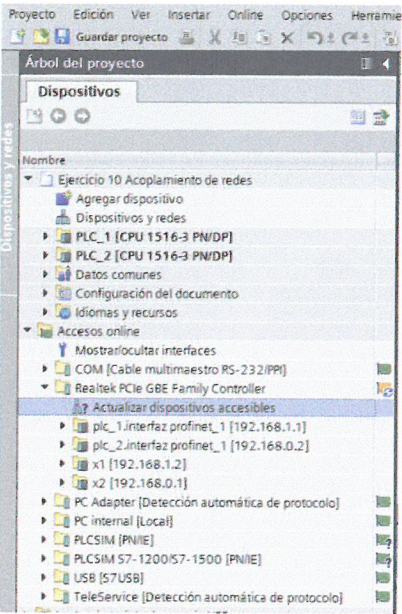 Proyecto Edición Ver Insertar Online Opciones Herramie
Guardar proyecto
Árbol del proyecto
Dispositivos
Dispositivos y redes
Nombre
Ejercicio 10 Acoplamiento de redes
Agregar dispositivo
Dispositivos y redes
PLC_1 [CPU 1516-3 PN/DP]
PLC_2 [CPU 1516-3 PN/DP]
Datos comunes
Configuración del documento
Idiomas y recursos
Accesos online
Mostrar/ocultar interfaces
COM [Cable multimaestro RS-232/PPI]
Realtek PCIe GBE Family Controller
Actualizar dispositivos accesibles
plc_1.interfaz profinet_1 [192.168.1.1]
plc_2.interfaz profinet_1 [192.168.0.2]
x1 [192.168.1.2]
x2 [192.168.0.1]
PC Adapter [Detección automática de protocolo]
PC internal [Local]
PLCSIM [PN/IE]
PLCSIM S7-1200/S7-1500 [PN/IE]
USB [S7USB]
TeleService [Detección automática de protocolo]